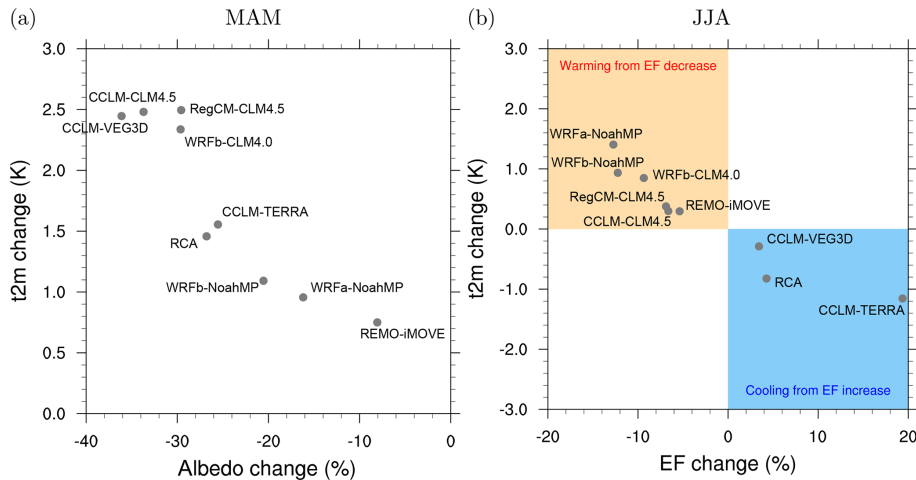 (a) MAM
3.0
2.5
2.0
1.5
1.0
0.5
0.0
t2m change (K)
CCLM-CLM4.5
RegCM-CLM4.5
CCLM-VEG3D
WRFb-CLM4.0
CCLM-TERRA
RCA
WRFb-NoahMP
WRFa-NoahMP
REMO-iMOVE
-40 -30 -20 -10 0
Albedo change (%)
(b) JJA
3.0
2.0
1.0
0.0
-1.0
-2.0
-3.0
t2m change (K)
Warming from EF decrease
WRFa-NoahMP
WRFb-NoahMP
WRFb-CLM4.0
RegCM-CLM4.5
REMO-iMOVE
CCLM-CLM4.5
CCLM-VEG3D
RCA
CCLM-TERRA
Cooling from EF increase
-20 -10 0 10 20
EF change (%)